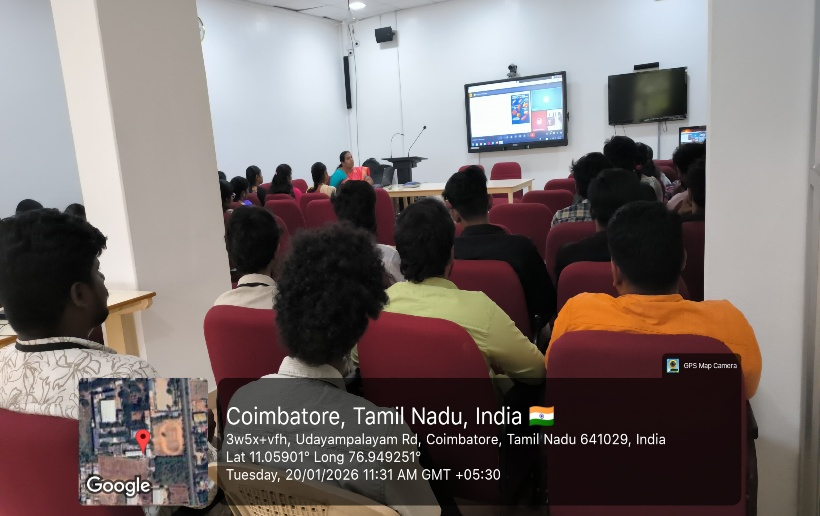 GPS Map Camera
Coimbatore, Tamil Nadu, India
3w5x+vfh, Udayampalayam Rd, Coimbatore, Tamil Nadu 641029, India
Lat 11.05901° Long 76.949251°
Tuesday, 20/01/2026 11:31 AM GMT +05:30
Google